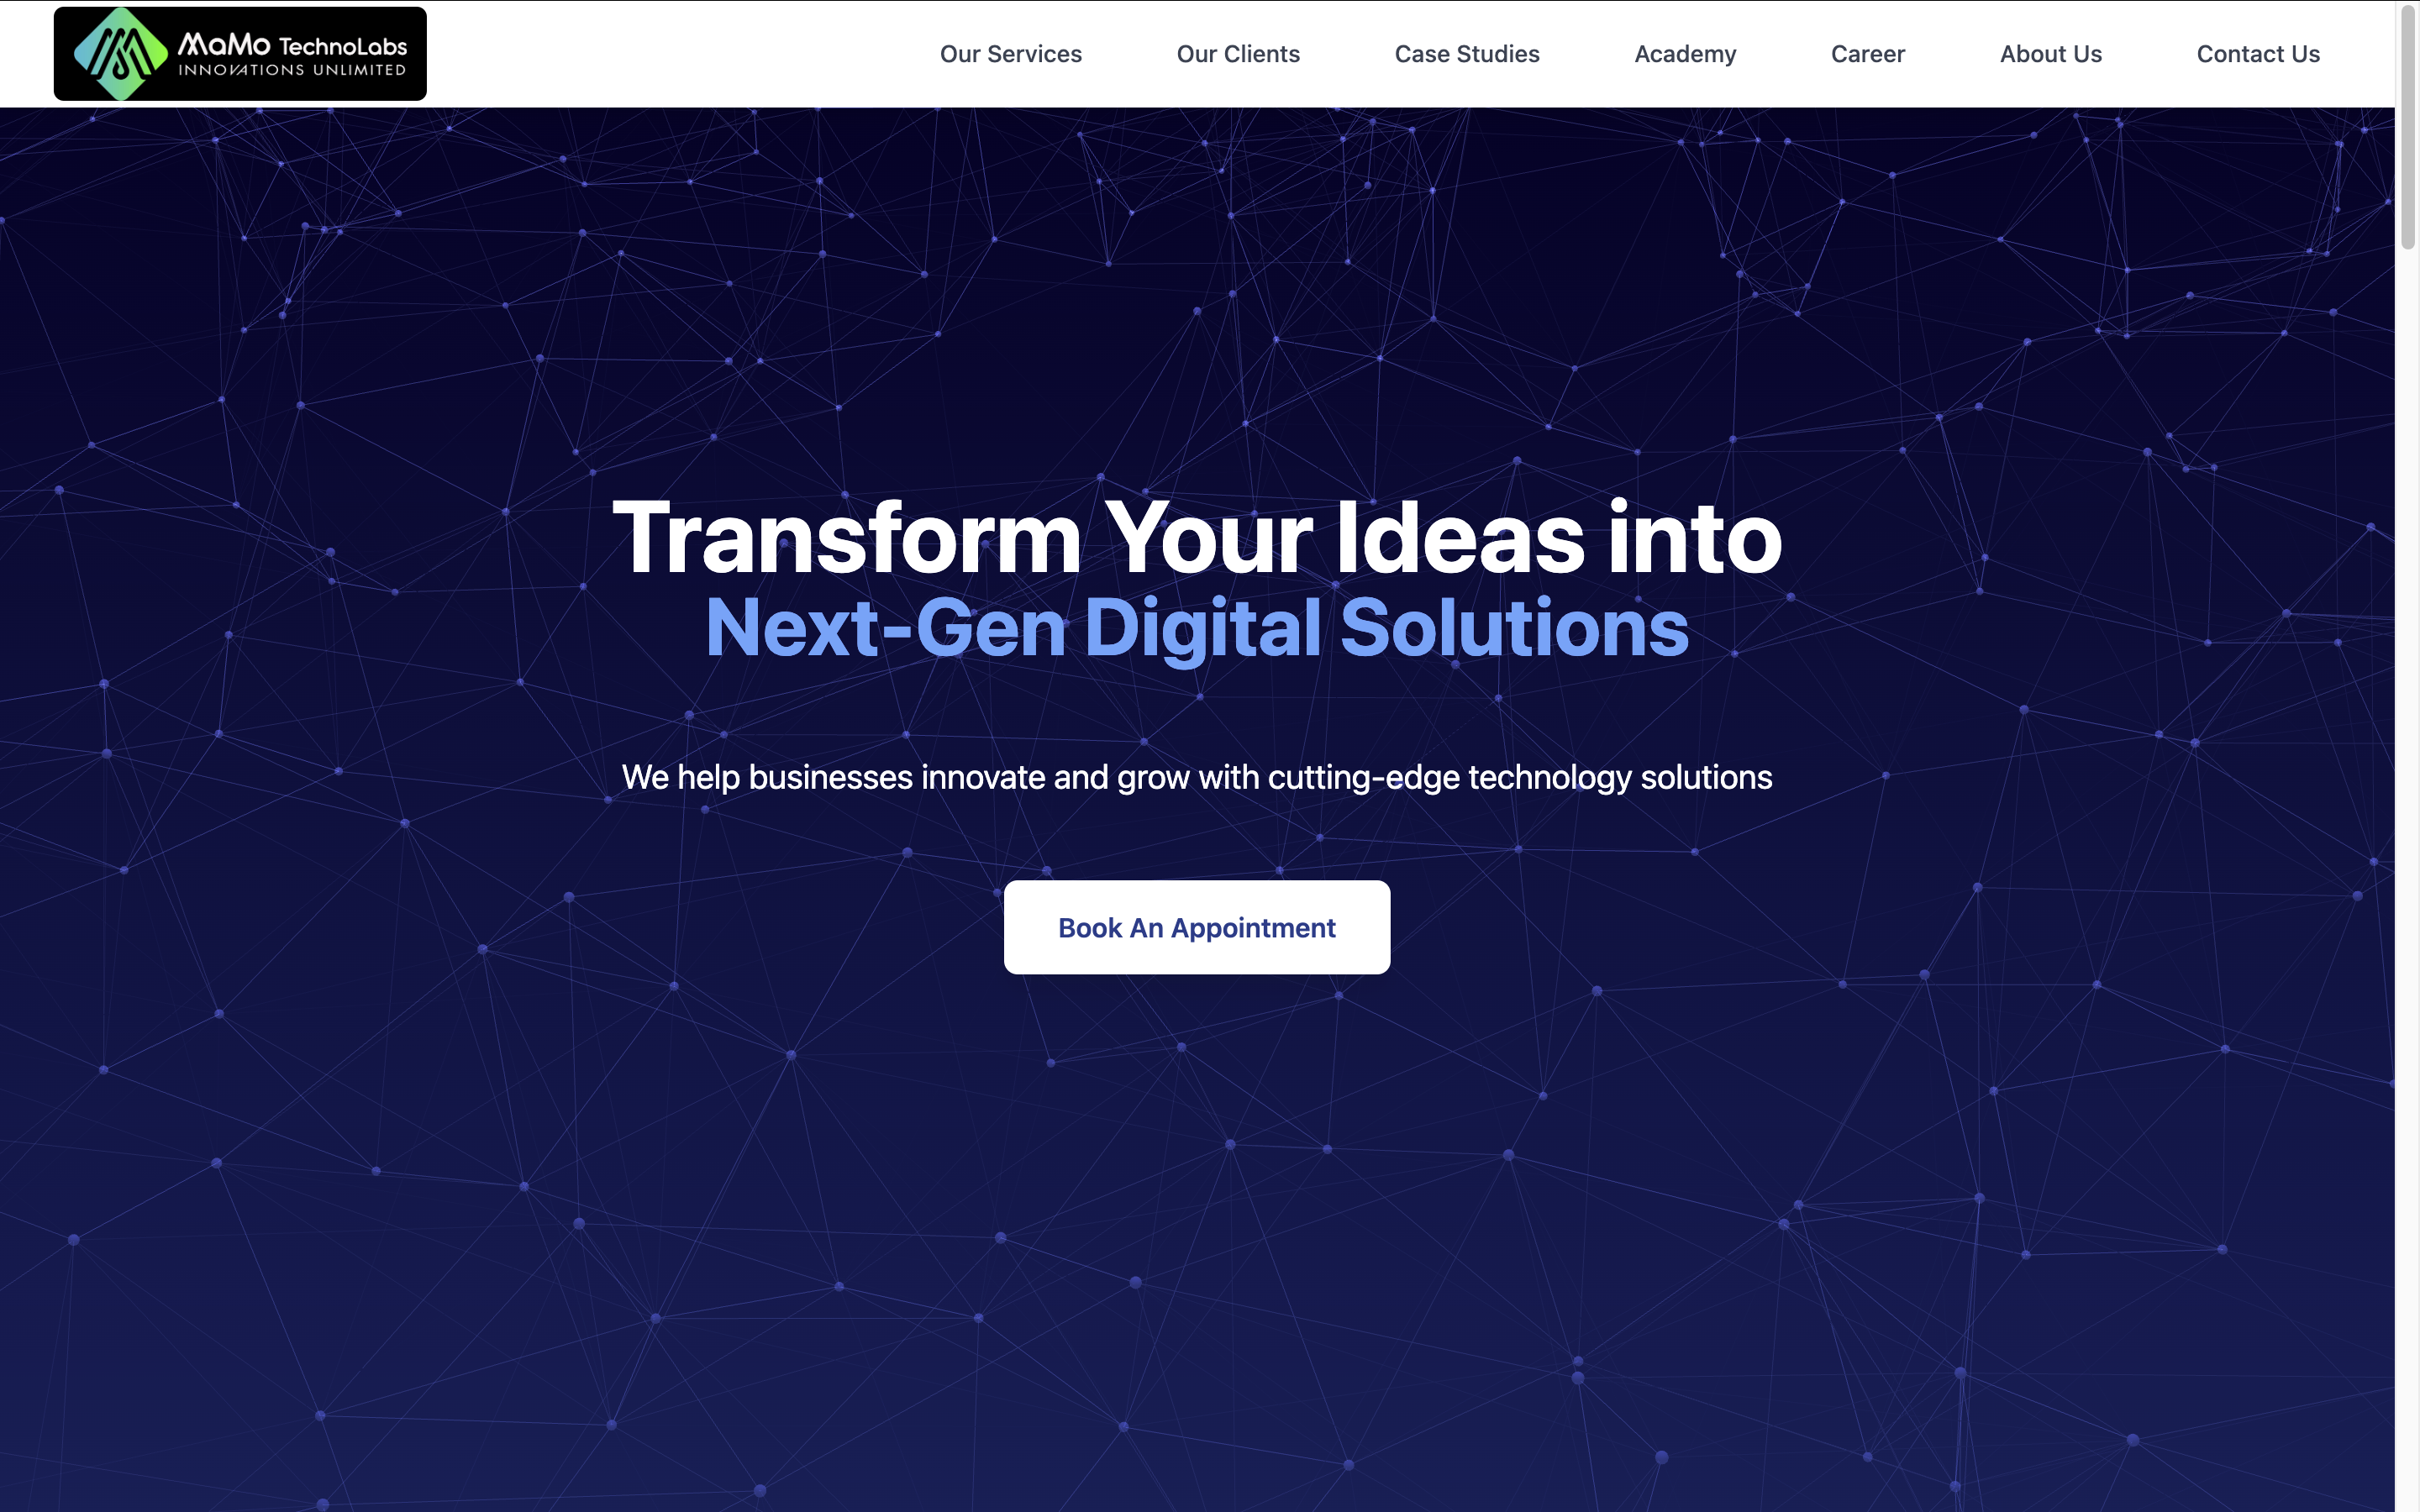 MaMo TechnoLabs
INNOVATIONS UNLIMITED
Our Services
Our Clients
Case Studies
Academy
Career
About Us
Contact Us
Transform Your Ideas into
Next-Gen Digital Solutions
We help businesses innovate and grow with cutting-edge technology solutions
Book An Appointment